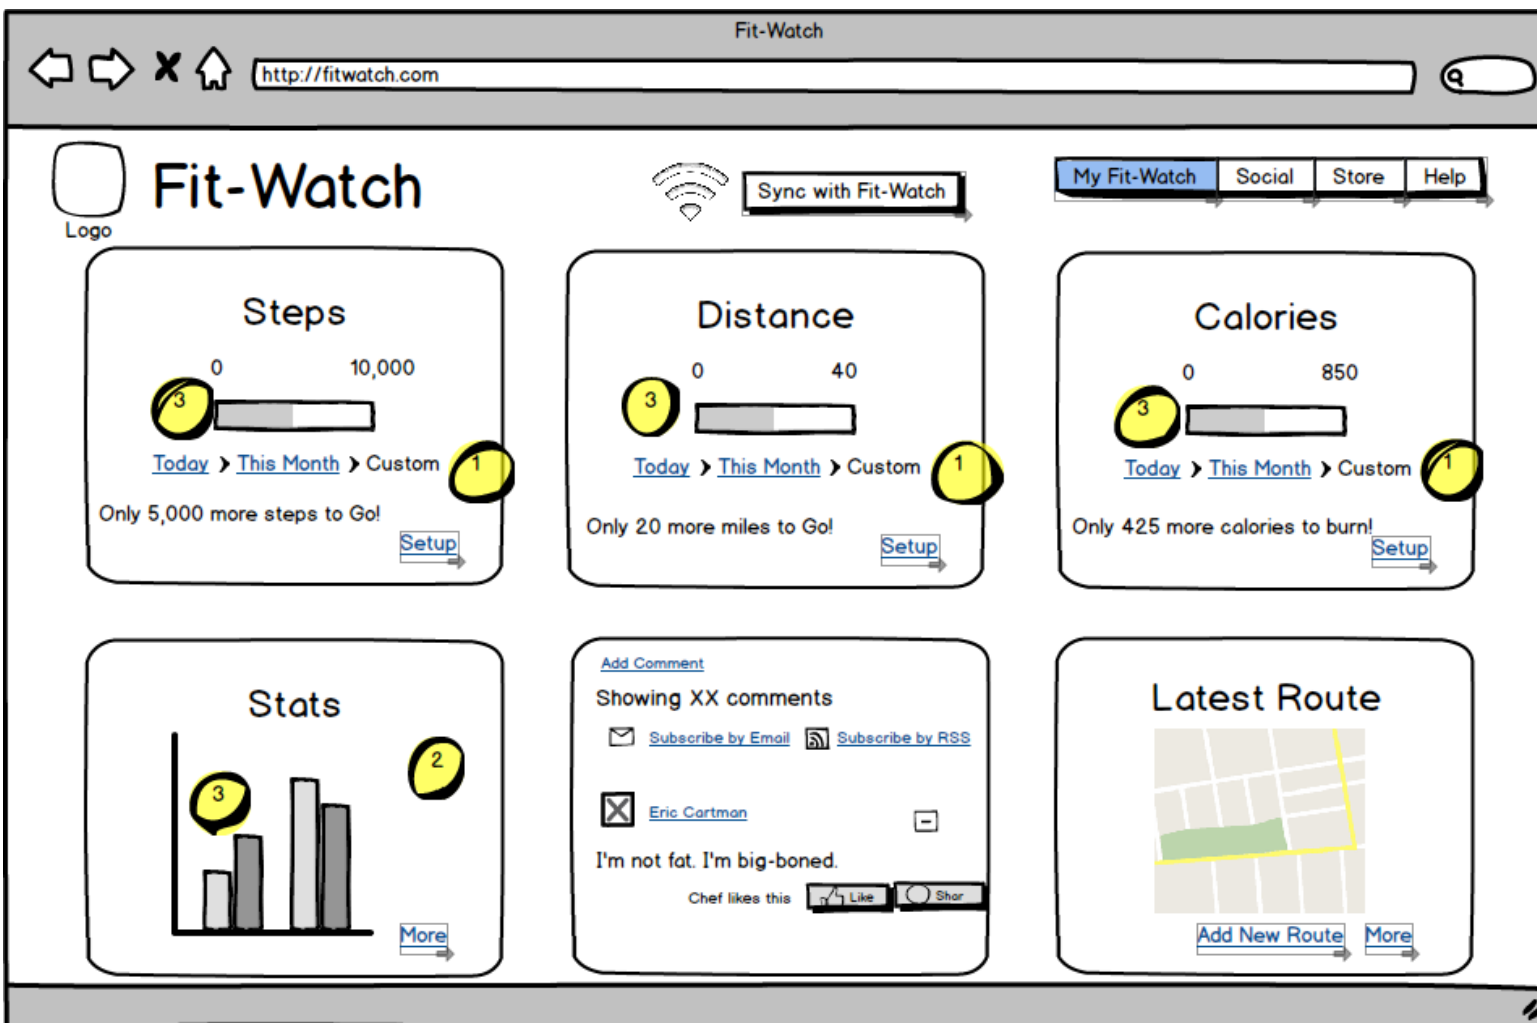 Fit-Watch
http://fitwatch.com
Logo
Fit-Watch
Sync with Fit-Watch
My Fit-Watch Social Store Help
Steps
0 10,000
3
Today This Month Custom
1
Only 5,000 more steps to Go!
Setup
Distance
0 40
3
Today This Month Custom
1
Only 20 more miles to Go!
Setup
Calories
0 850
3
Today This Month Custom
1
Only 425 more calories to burn!
Setup
Stats
2
3
More
Add Comment
Showing XX comments
Subscribe by Email Subscribe by RSS
Eric Cartman
I'm not fat. I'm big-boned.
Chef likes this Like Shar
Latest Route
Add New Route More